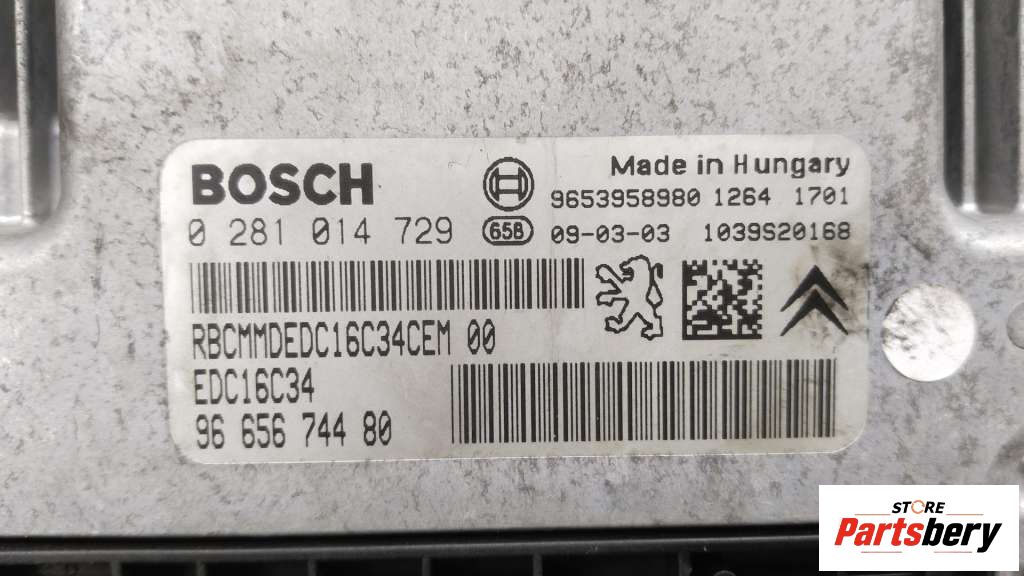 BOSCH
Made in Hungary
9653958980 1264 1701
0 281 014 729 658 09-03-03 1039S20168
RBCMMDEDC16C34CEM 00
EDC16C34
96 656 744 80
STORE
Partsbery